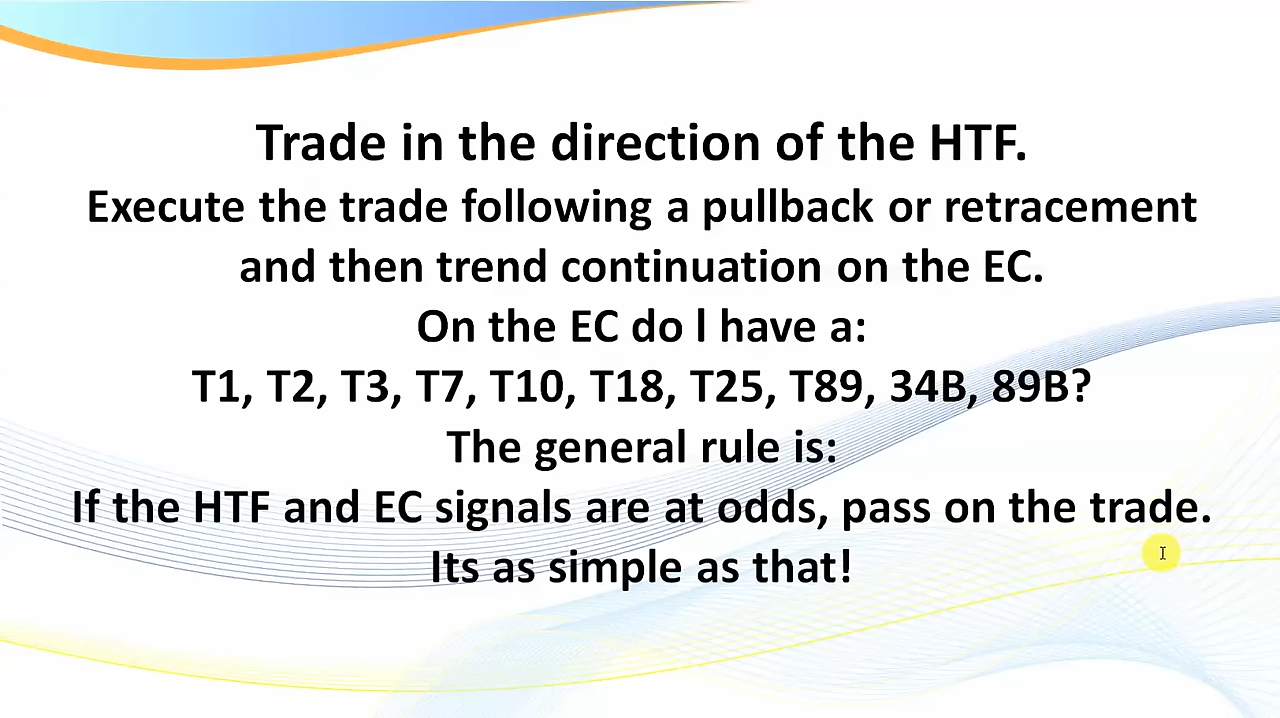 Trade in the direction of the HTF.
Execute the trade following a pullback or retracement
and then trend continuation on the EC.
On the EC do I have a:
T1, T2, T3, T7, T10, T18, T25, T89, 34B, 89B?
The general rule is:
If the HTF and EC signals are at odds, pass on the trade.
Its as simple as that!